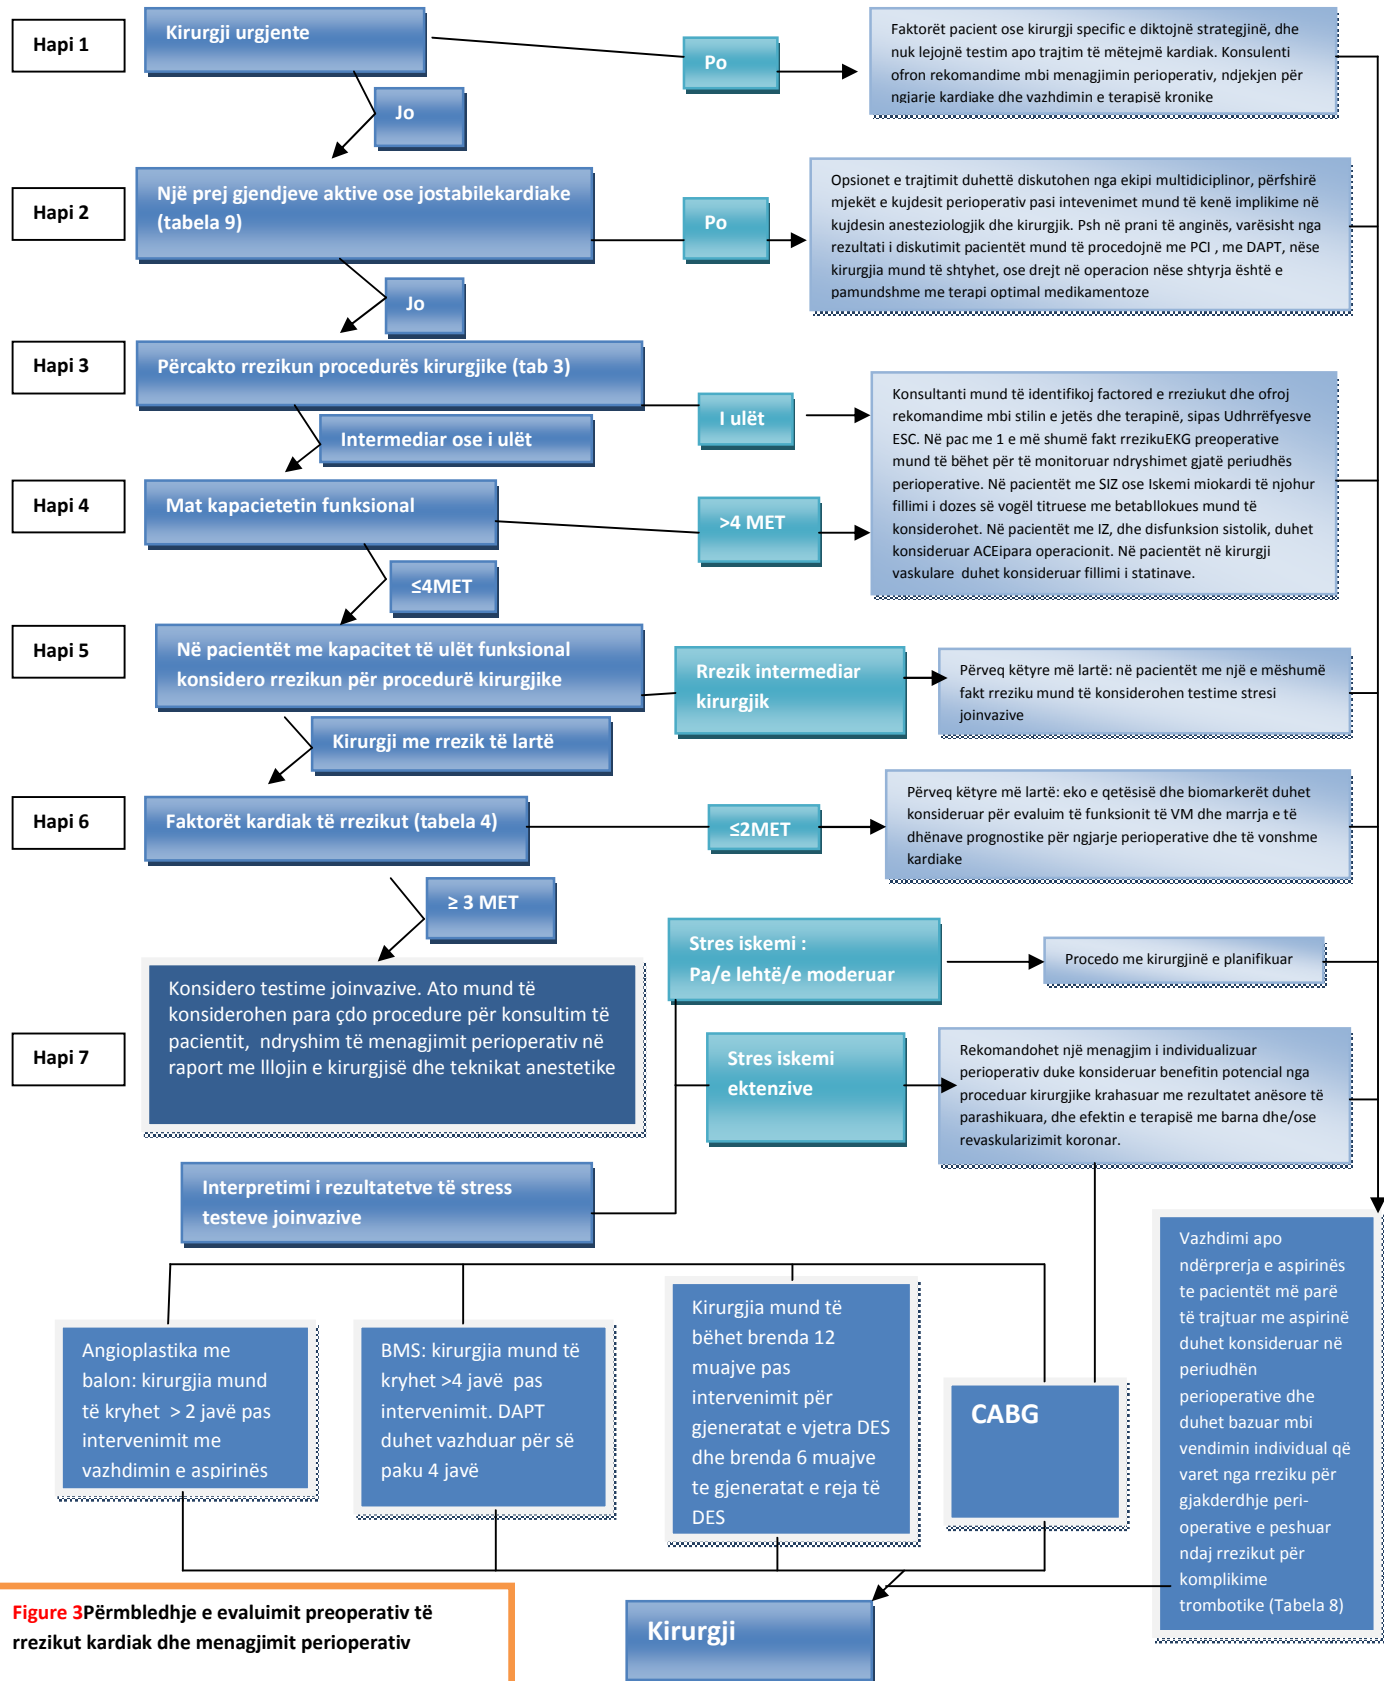 Hapi 1
Kirurgji urgjente
Po
Faktorët pacient ose kirurgji specific e diktojnë strategjinë, dhe
nuk lejojnë testim apo trajtim të mëtejmë kardiak. Konsulenti
ofron rekomandime mbi menagjimin perioperativ, ndjekjen për
ngjarje kardiake dhe vazhdimin e terapisë kronike
Jo
Hapi 2
Një prej gjendjeve aktive ose jostabilekardiake
(tabela 9)
Po
Opsionet e trajtimit duhettë diskutohen nga ekipi multidiciplinor, përfshirë
mjekët e kujdesit perioperativ pasi intevenimet mund të kenë implikime në
kujdesin anesteziologjik dhe kirurgjik. Psh në prani të anginës, varësisht nga
rezultati i diskutimit pacientët mund të procedojnë me PCI , me DAPT, nëse
kirurgjia mund të shtyhet, ose drejt në operacion nëse shtyrja është e
pamundshme me terapi optimal medikamentoze
Jo
Hapi 3
Përcakto rrezikun procedurës kirurgjike (tab 3)
I ulët
Konsultanti mund të identifikoj factored e rreziukut dhe ofroj
rekomandime mbi stilin e jetës dhe terapinë, sipas Udhrrëfyesve
ESC. Në pac me 1 e më shumë fakt rrezikuEKG preoperative
mund të bëhet për të monitoruar ndryshimet gjatë periudhës
perioperative. Në pacientët me SIZ ose Iskemi miokardi të njohur
fillimi i dozes së vogël titruese me betabllokues mund të
konsiderohet. Në pacientët me IZ, dhe disfunksion sistolik, duhet
konsideruar ACEipara operacionit. Në pacientët në kirurgji
vaskulare  duhet konsideruar fillimi i statinave.
Intermediar ose i ulët
Hapi 4
Mat kapacietetin funksional
>4 MET
≤4MET
Hapi 5
Në pacientët me kapacitet të ulët funksional
konsidero rrezikun për procedurë kirurgjike
Rrezik intermediar
kirurgjik
Përveq këtyre më lartë: në pacientët me një e mëshumë
fakt rreziku mund të konsiderohen testime stresi
joinvazive
Kirurgji me rrezik të lartë
Hapi 6
Faktorët kardiak të rrezikut (tabela 4)
≤2MET
Përveq këtyre më lartë: eko e qetësisë dhe biomarkerët duhet
konsideruar për evaluim të funksionit të VM dhe marrja e të
dhënave prognostike për ngjarje perioperative dhe të vonshme
kardiake
≥ 3 MET
Stres iskemi :
Pa/e lehtë/e moderuar
Procedo me kirurgjinë e planifikuar
Hapi 7
Konsidero testime joinvazive. Ato mund të
konsiderohen para çdo procedure për konsultim të
pacientit,  ndryshim të menagjimit perioperativ në
raport me lllojin e kirurgjisë dhe teknikat anestetike
Stres iskemi
ektenzive
Rekomandohet një menagjim i individualizuar
perioperativ duke konsideruar benefitin potencial nga
proceduar kirurgjike krahasuar me rezultatet anësore të
parashikuara, dhe efektin e terapisë me barna dhe/ose
revaskularizimit koronar.
Interpretimi i rezultatetve të stress
testeve joinvazive
Angioplastika me
balon: kirurgjia mund
të kryhet  > 2 javë pas
intervenimit me
vazhdimin e aspirinës
BMS: kirurgjia mund të
kryhet >4 javë  pas
intervenimit. DAPT
duhet vazhduar për së
paku 4 javë
Kirurgjia mund të
bëhet brenda 12
muajve pas
intervenimit për
gjeneratat e vjetra DES
dhe brenda 6 muajve
te gjeneratat e reja të
DES
CABG
Vazhdimi apo
ndërprerja e aspirinës
te pacientët më parë
të trajtuar me aspirinë
duhet konsideruar në
periudhën
perioperative dhe
duhet bazuar mbi
vendimin individual që
varet nga rreziku për
gjakderdhje peri-
operative e peshuar
ndaj rrezikut për
komplikime
trombotike (Tabela 8)
Figure 3Përmbledhje e evaluimit preoperativ të
rrezikut kardiak dhe menagjimit perioperativ
Kirurgji